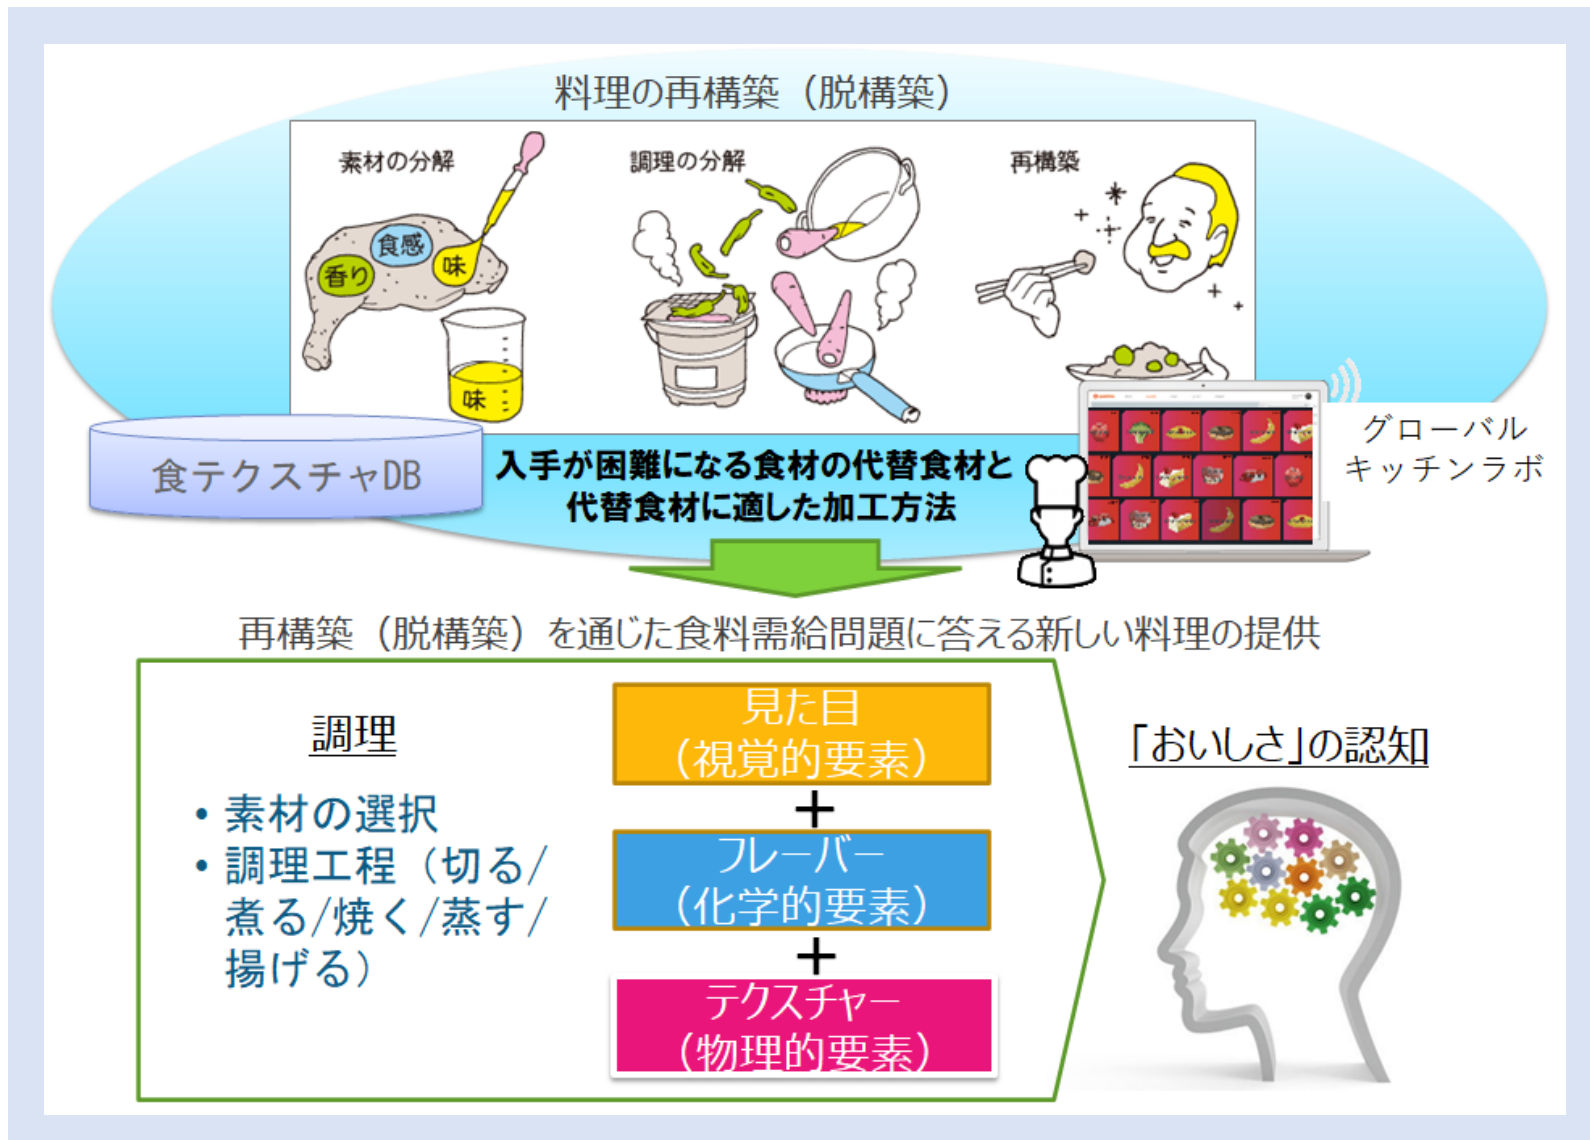 料理の再構築（脱構築）
素材の分解
調理の分解
再構築
香り
食感
味
味
食テクスチャDB
入手が困難になる食材の代替食材と
代替食材に適した加工方法
グローバル
キッチンラボ
再構築（脱構築）を通じた食料需給問題に答える新しい料理の提供
調理
• 素材の選択
• 調理工程（切る/
煮る/焼く/蒸す/
揚げる）
見た目
（視覚的要素）
+
フレーバー
（化学的要素）
+
テクスチャー
（物理的要素）
「おいしさ」の認知